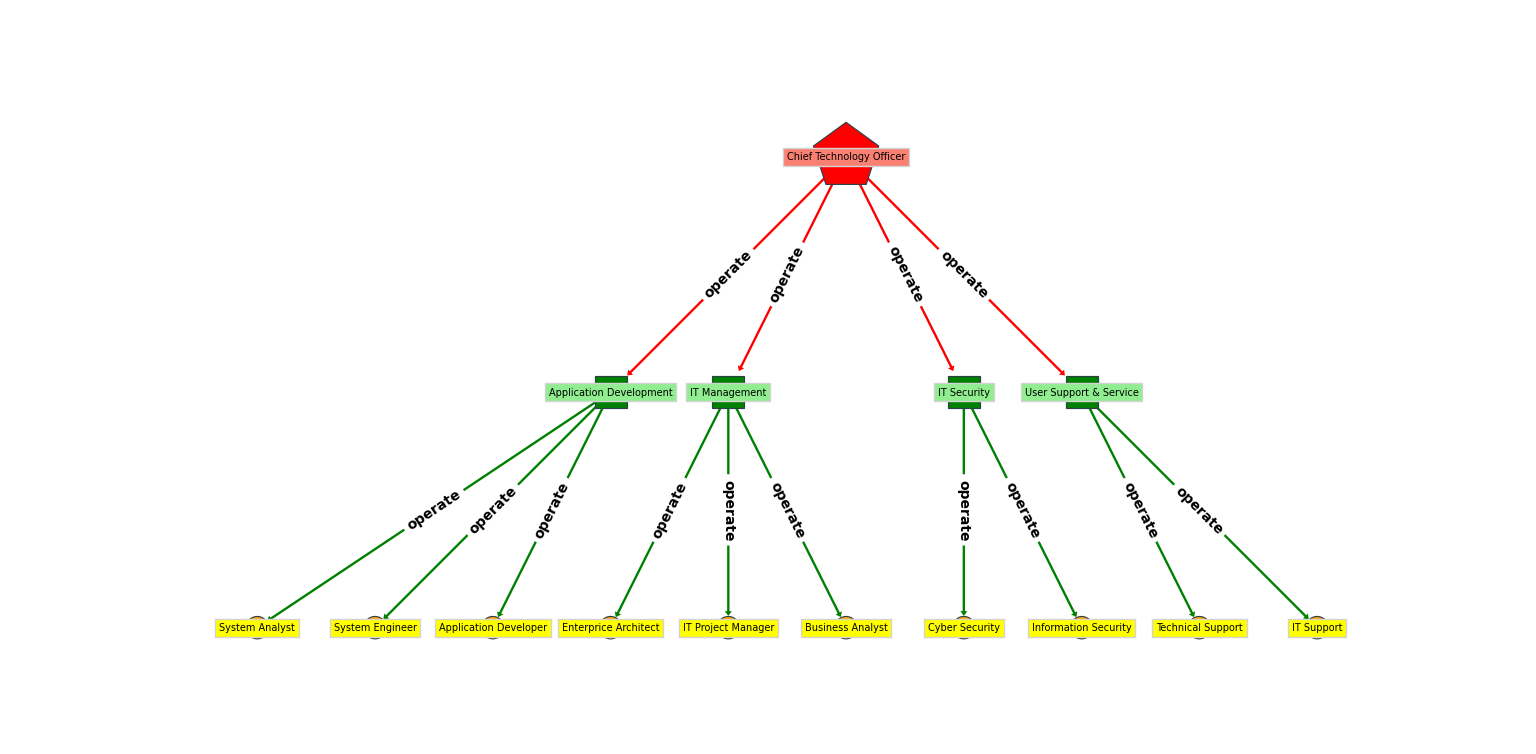 Chief Technology Officer
operate
operate
operate
operate
Application Development
IT Management
IT Security
User Support & Service
operate
operate
operate
operate
operate
operate
operate
operate
operate
operate
System Analyst
System Engineer
Application Developer
Enterprice Architect
IT Project Manager
Business Analyst
Cyber Security
Information Security
Technical Support
IT Support